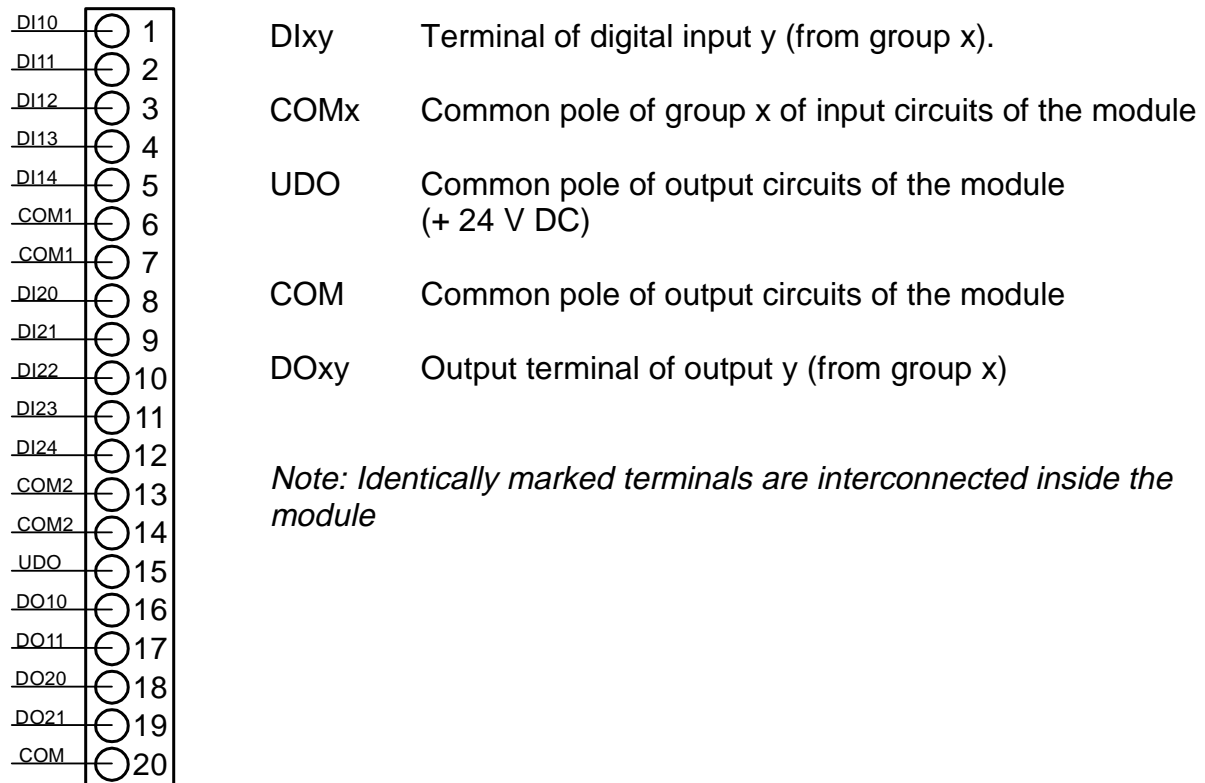 DI10 1
DI11 2
DI12 3
DI13 4
DI14 5
COM1 6
COM1 7
DI20 8
DI21 9
DI22 10
DI23 11
DI24 12
COM2 13
COM2 14
UDO 15
DO10 16
DO11 17
DO20 18
DO21 19
COM 20
DIxy Terminal of digital input y (from group x).
COMx Common pole of group x of input circuits of the module
UDO Common pole of output circuits of the module
(+ 24 V DC)
COM Common pole of output circuits of the module
DOxy Output terminal of output y (from group x)
Note: Identically marked terminals are interconnected inside the
module